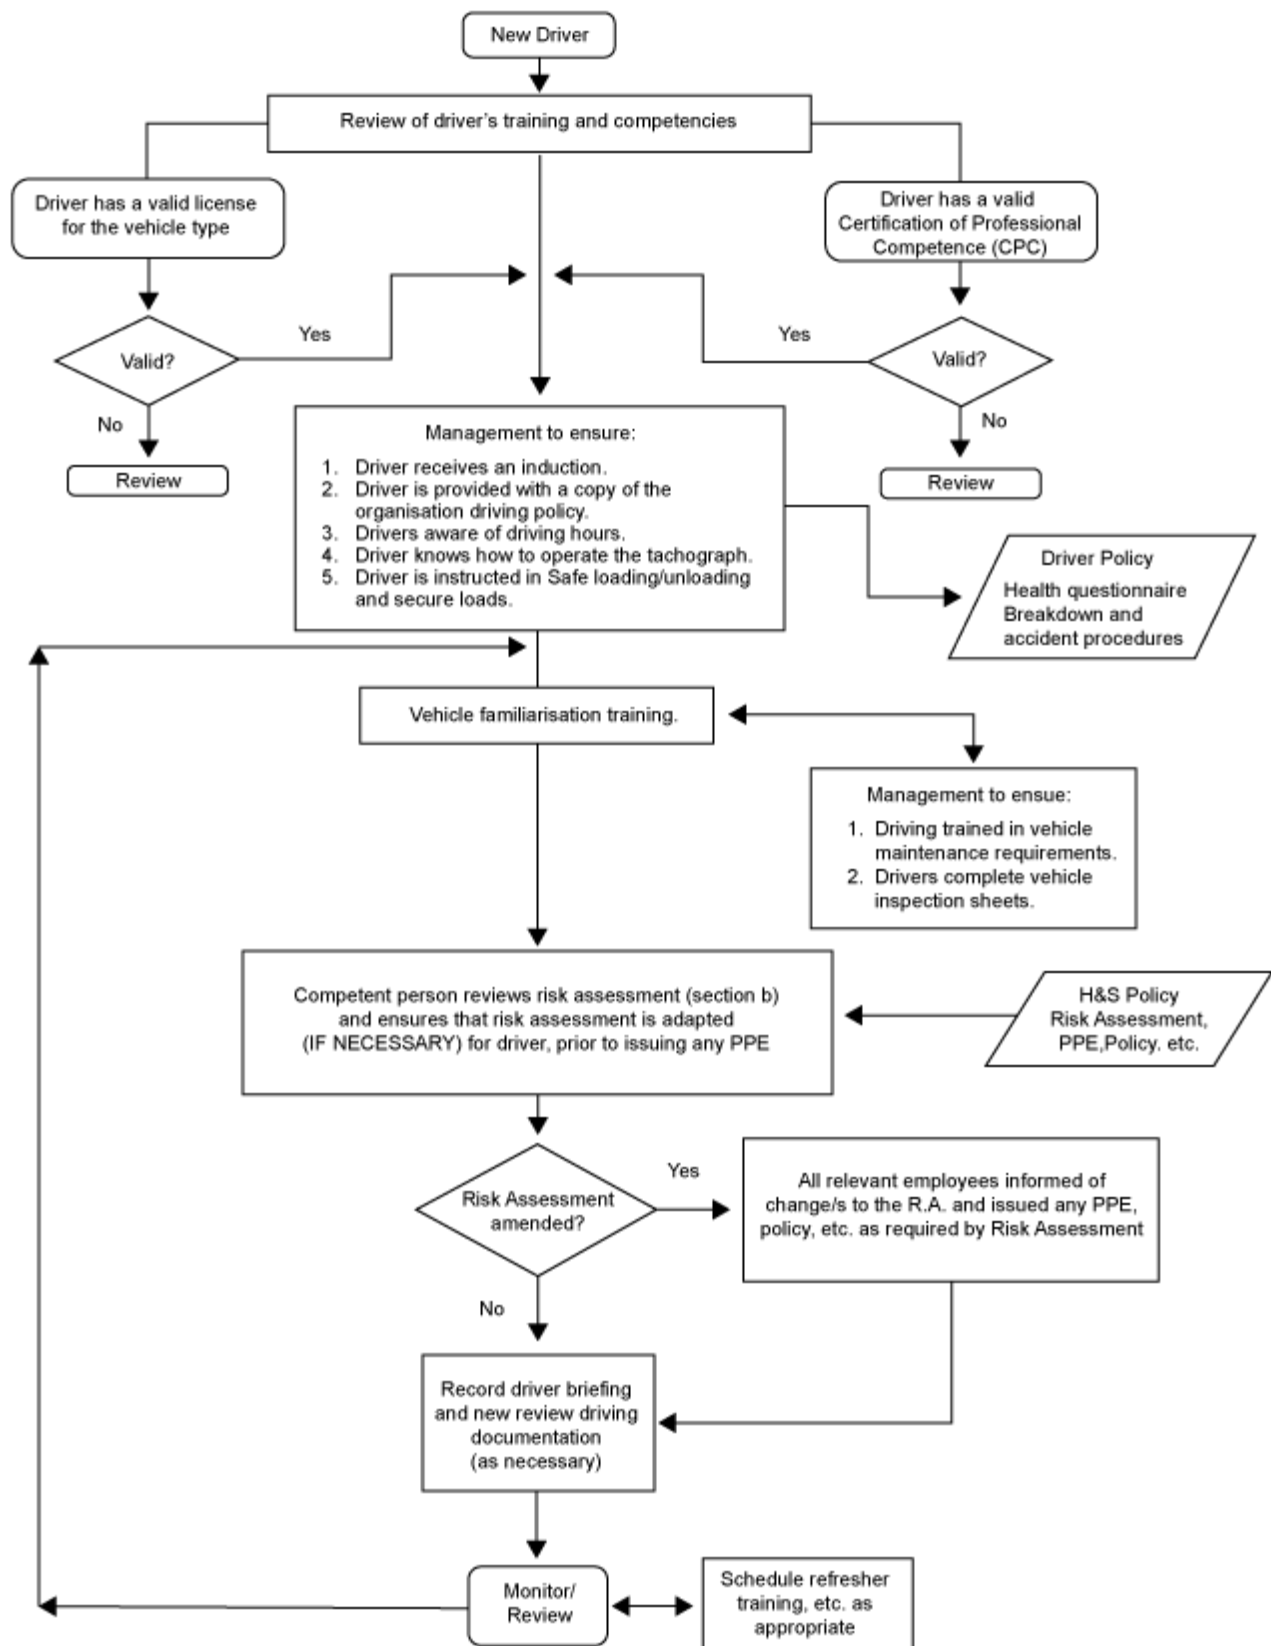 New Driver
Review of driver's training and competencies
Driver has a valid license
for the vehicle type
Driver has a valid
Certification of Professional
Competence (CPC)
Yes
Yes
Valid?
Valid?
No
No
Review
Review
Management to ensure:
1. Driver receives an induction.
2. Driver is provided with a copy of the
organisation driving policy.
3. Drivers aware of driving hours.
4. Driver knows how to operate the tachograph.
5. Driver is instructed in Safe loading/unloading
and secure loads.
Driver Policy
Health questionnaire
Breakdown and
accident procedures
Vehicle familiarisation training.
Management to ensue:
1. Driving trained in vehicle
maintenance requirements.
2. Drivers complete vehicle
inspection sheets.
Competent person reviews risk assessment (section b)
and ensures that risk assessment is adapted
(IF NECESSARY) for driver, prior to issuing any PPE
H&S Policy
Risk Assessment,
PPE,Policy. etc.
Risk Assessment
amended?
Yes
All relevant employees informed of
change/s to the R.A. and issued any PPE,
policy, etc. as required by Risk Assessment
No
Record driver briefing
and new review driving
documentation
(as necessary)
Monitor/
Review
Schedule refresher
training, etc. as
appropriate